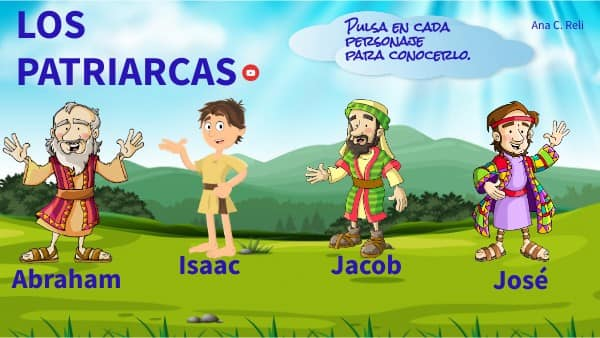 LOS
PATRIARCAS
Pulsa en cada
personaje
para conocerlo.
Ana C. Reli
Abraham
Isaac
Jacob
José